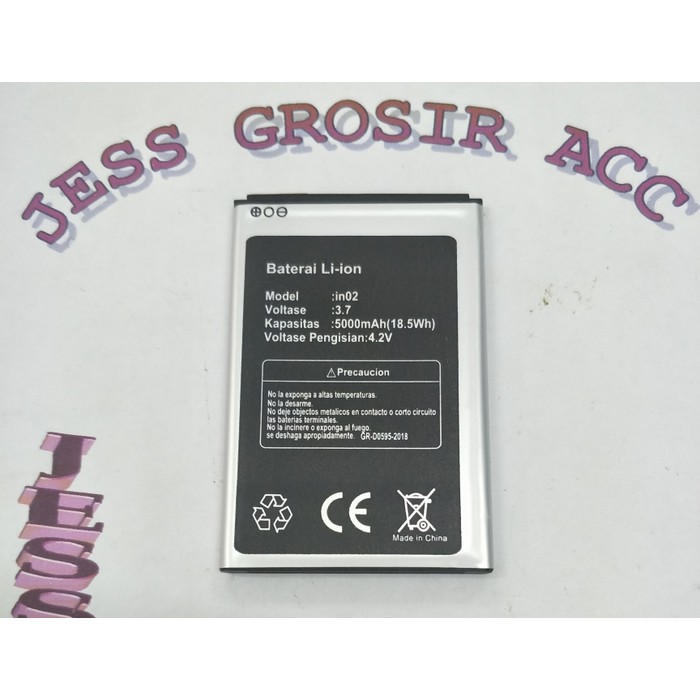 JESS GROSIR ACC
Baterai Li-ion
Model :in02
Voltase :3.7
Kapasitas :5000mAh(18.5Wh)
Voltase Pengisian:4.2V
⚠Precaucion
No la exponga a altas temperaturas.
No la desarme.
No deje objectos metalicos en contacto o corto circuito
las baterias terminales.
No la incinere o exponga al fuego.
se deshaga apropiadamente. GR-D0595-2018
CE
Made in China
JESS